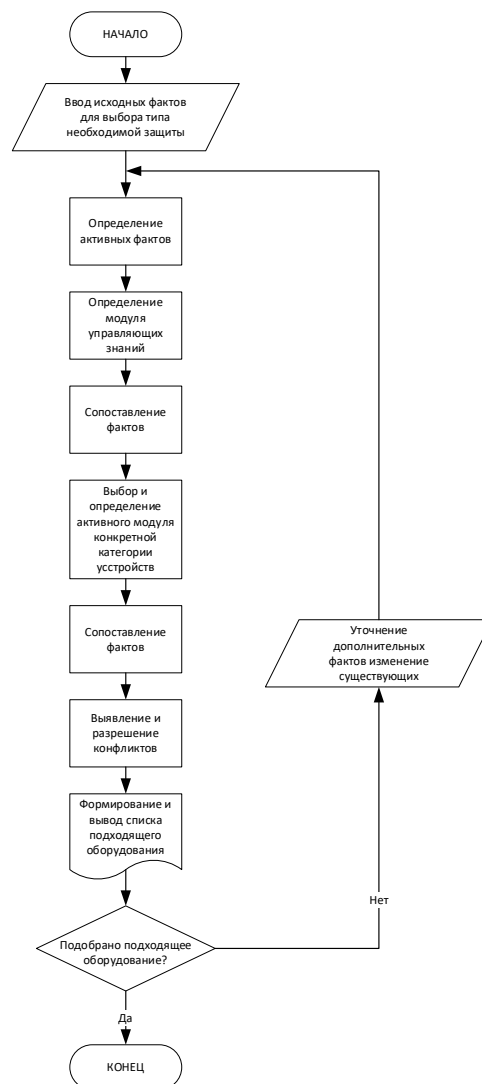 НАЧАЛО
Ввод исходных фактов
для выбора типа
необходимой защиты
Определение
активных фактов
Определение
модуля
управляющих
знаний
Сопоставление
фактов
Выбор и
определение
активного модуля
конкретной
категории
усстройств
Сопоставление
фактов
Уточнение
дополнительных
фактов изменение
существующих
Выявление и
разрешение
конфликтов
Формирование и
вывод списка
подходящего
оборудования
Нет
Подобрано подходящее
оборудование?
Да
КОНЕЦ